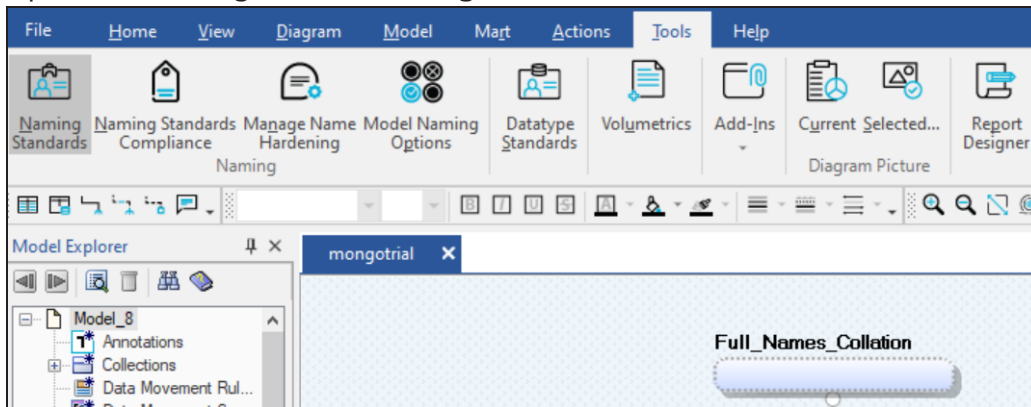 File Home View Diagram Model Mart Actions Tools Help
Naming Standards Naming Standards Compliance Manage Name Hardening Model Naming Options Datatype Standards Volumetrics Add-Ins Current Selected... Report Designer
Naming Diagram Picture
B I U S A
Model Explorer
mongotrial
Model_8
Annotations
Full_Names_Collation
Collections
Data Movement Rul...